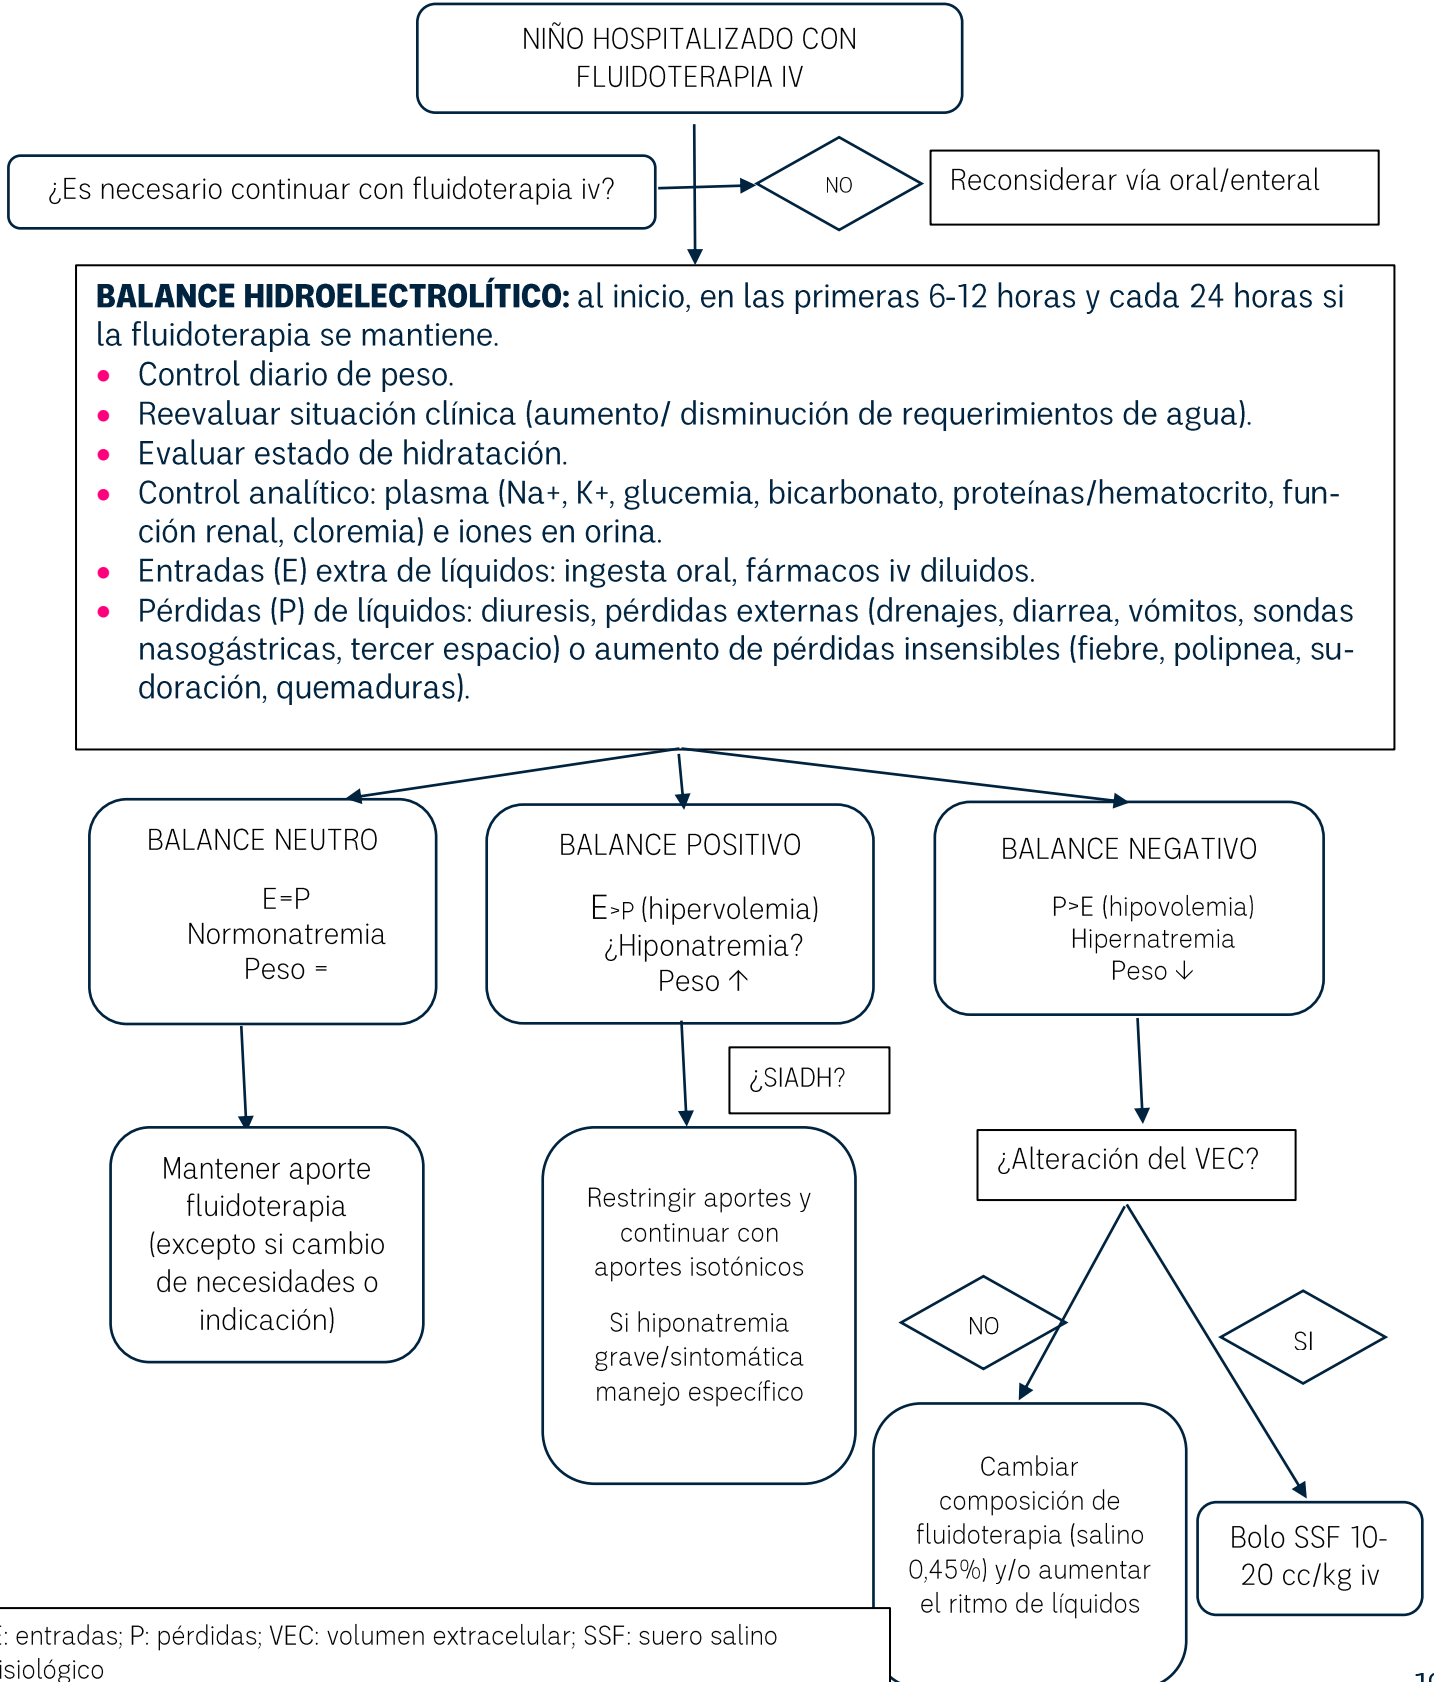 NIÑO HOSPITALIZADO CON
FLUIDOTERAPIA IV
¿Es necesario continuar con fluidoterapia iv?
NO
Reconsiderar vía oral/enteral
BALANCE HIDROELECTROLÍTICO: al inicio, en las primeras 6-12 horas y cada 24 horas si
la fluidoterapia se mantiene.
• Control diario de peso.
• Reevaluar situación clínica (aumento/ disminución de requerimientos de agua).
• Evaluar estado de hidratación.
• Control analítico: plasma (Na+, K+, glucemia, bicarbonato, proteínas/hematocrito, fun-
ción renal, cloremia) e iones en orina.
• Entradas (E) extra de líquidos: ingesta oral, fármacos iv diluidos.
• Pérdidas (P) de líquidos: diuresis, pérdidas externas (drenajes, diarrea, vómitos, sondas
nasogástricas, tercer espacio) o aumento de pérdidas insensibles (fiebre, polipnea, su-
doración, quemaduras).
BALANCE NEUTRO
E=P
Normonatremia
Peso =
BALANCE POSITIVO
E>P (hipervolemia)
¿Hiponatremia?
Peso ↑
BALANCE NEGATIVO
P>E (hipovolemia)
Hipernatremia
Peso ↓
¿SIADH?
Mantener aporte
fluidoterapia
(excepto si cambio
de necesidades o
indicación)
Restringir aportes y
continuar con
aportes isotónicos
Si hiponatremia
grave/sintomática
manejo específico
¿Alteración del VEC?
NO
SI
Cambiar
composición de
fluidoterapia (salino
0,45%) y/o aumentar
el ritmo de líquidos
Bolo SSF 10-
20 cc/kg iv
E: entradas; P: pérdidas; VEC: volumen extracelular; SSF: suero salino
isiológico